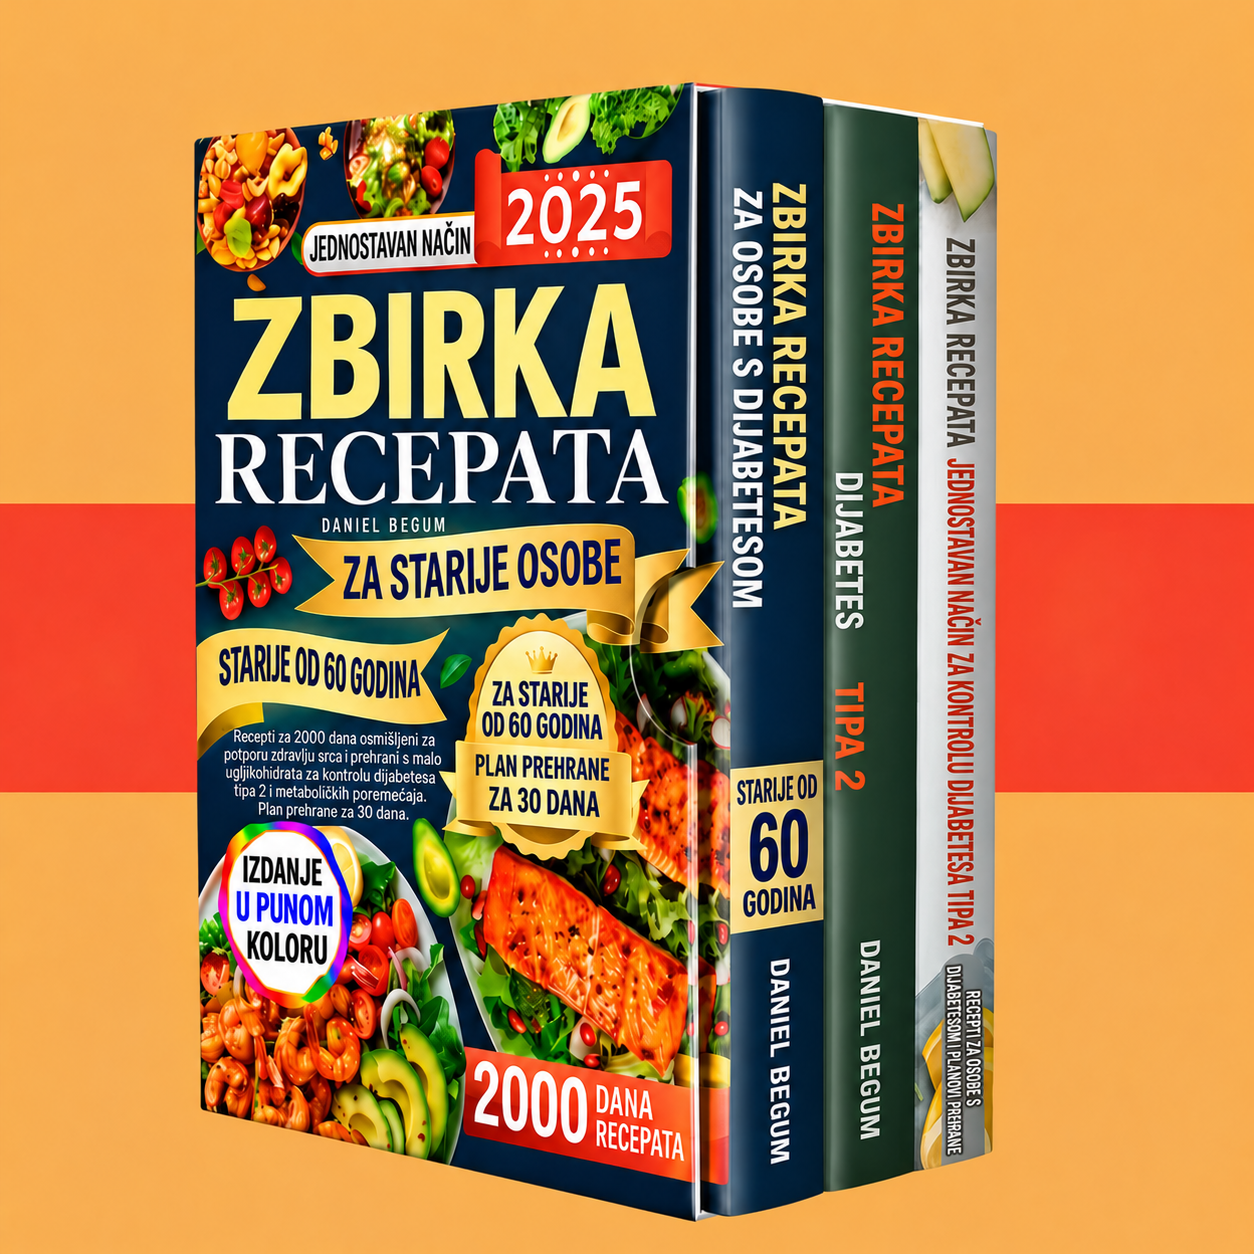 JEDNOSTAVAN NAČIN
2025
ZBIRKA
RECEPATA
DANIEL BEGUM
ZA STARIJE OSOBE
STARIJE OD 60 GODINA
Recepti za 2000 dana osmišljeni za
potporu zdravlju srca i prehrani s malo
ugljikohidrata za kontrolu dijabetesa
tipa 2 i metaboličkih poremećaja.
Plan prehrane za 30 dana.
ZA STARIJE
OD 60 GODINA
PLAN PREHRANE
ZA 30 DANA
IZDANJE
U PUNOM
KOLORU
2000
DANA
RECEPATA
ZBIRKA RECEPATA
ZA OSOBE S DIJABETESOM
STARIJE OD
60
GODINA
DANIEL BEGUM
ZBIRKA RECEPATA
DIJABETES TIPA 2
DANIEL BEGUM
ZBIRKA RECEPATA JEDNOSTAVAN NAČIN ZA KONTROLU DIJABETESA TIPA 2
RECEPTI ZA OSOBE S
DIJABETESOM I PLANOVI PREHRANE